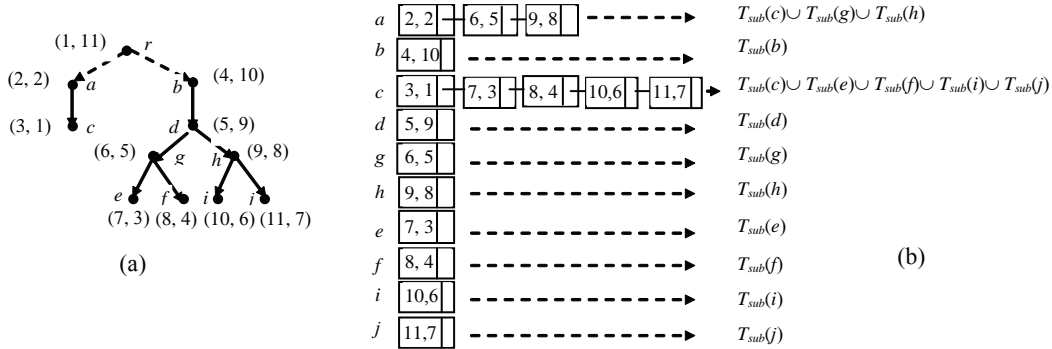 (1, 11) r
(2, 2) a b (4, 10)
(3, 1) c d (5, 9)
(6, 5) g h (9, 8)
e f i j
(7, 3) (8, 4) (10, 6) (11, 7)
(a)
a 2, 2 6, 5 9, 8 T_sub(c)∪ T_sub(g)∪ T_sub(h)
b 4, 10 T_sub(b)
c 3, 1 7, 3 8, 4 10,6 11,7 T_sub(c)∪ T_sub(e)∪ T_sub(f)∪ T_sub(i)∪ T_sub(j)
d 5, 9 T_sub(d)
g 6, 5 T_sub(g)
h 9, 8 T_sub(h)
e 7, 3 T_sub(e)
f 8, 4 T_sub(f)
i 10,6 T_sub(i)
j 11,7 T_sub(j)
(b)